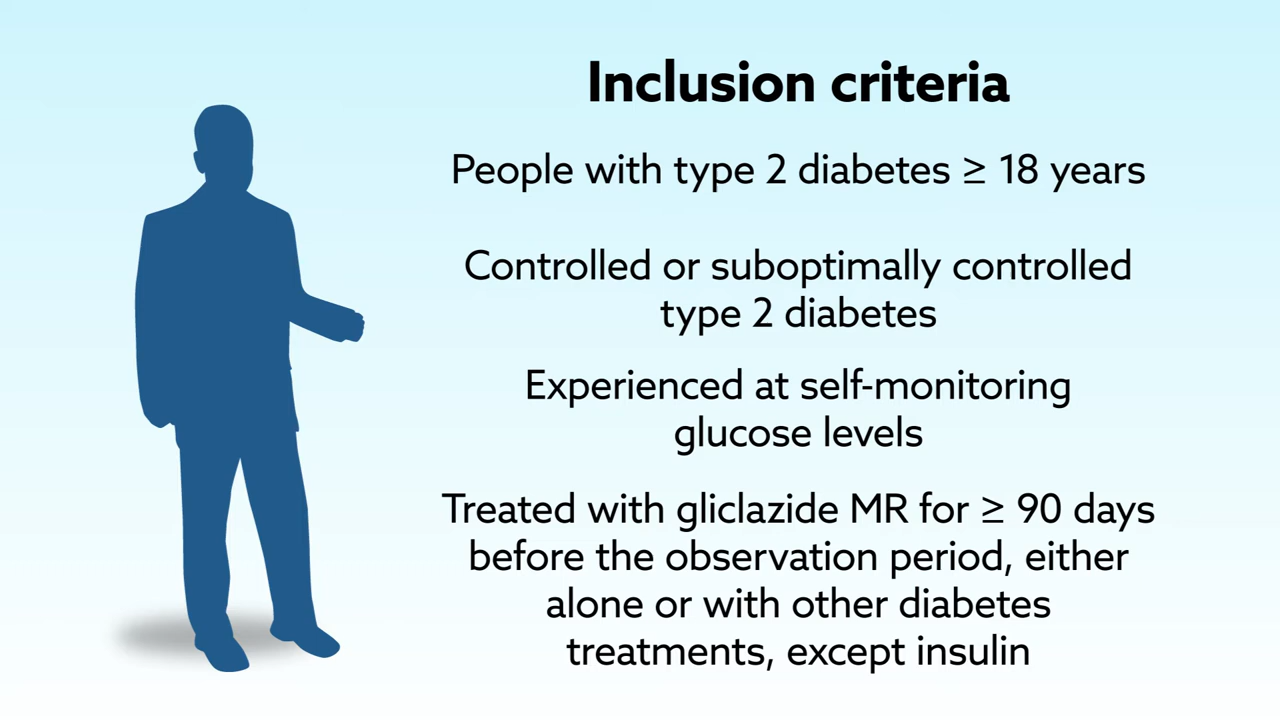 Inclusion criteria
People with type 2 diabetes ≥ 18 years
Controlled or suboptimally controlled
type 2 diabetes
Experienced at self-monitoring
glucose levels
Treated with gliclazide MR for ≥ 90 days
before the observation period, either
alone or with other diabetes
treatments, except insulin